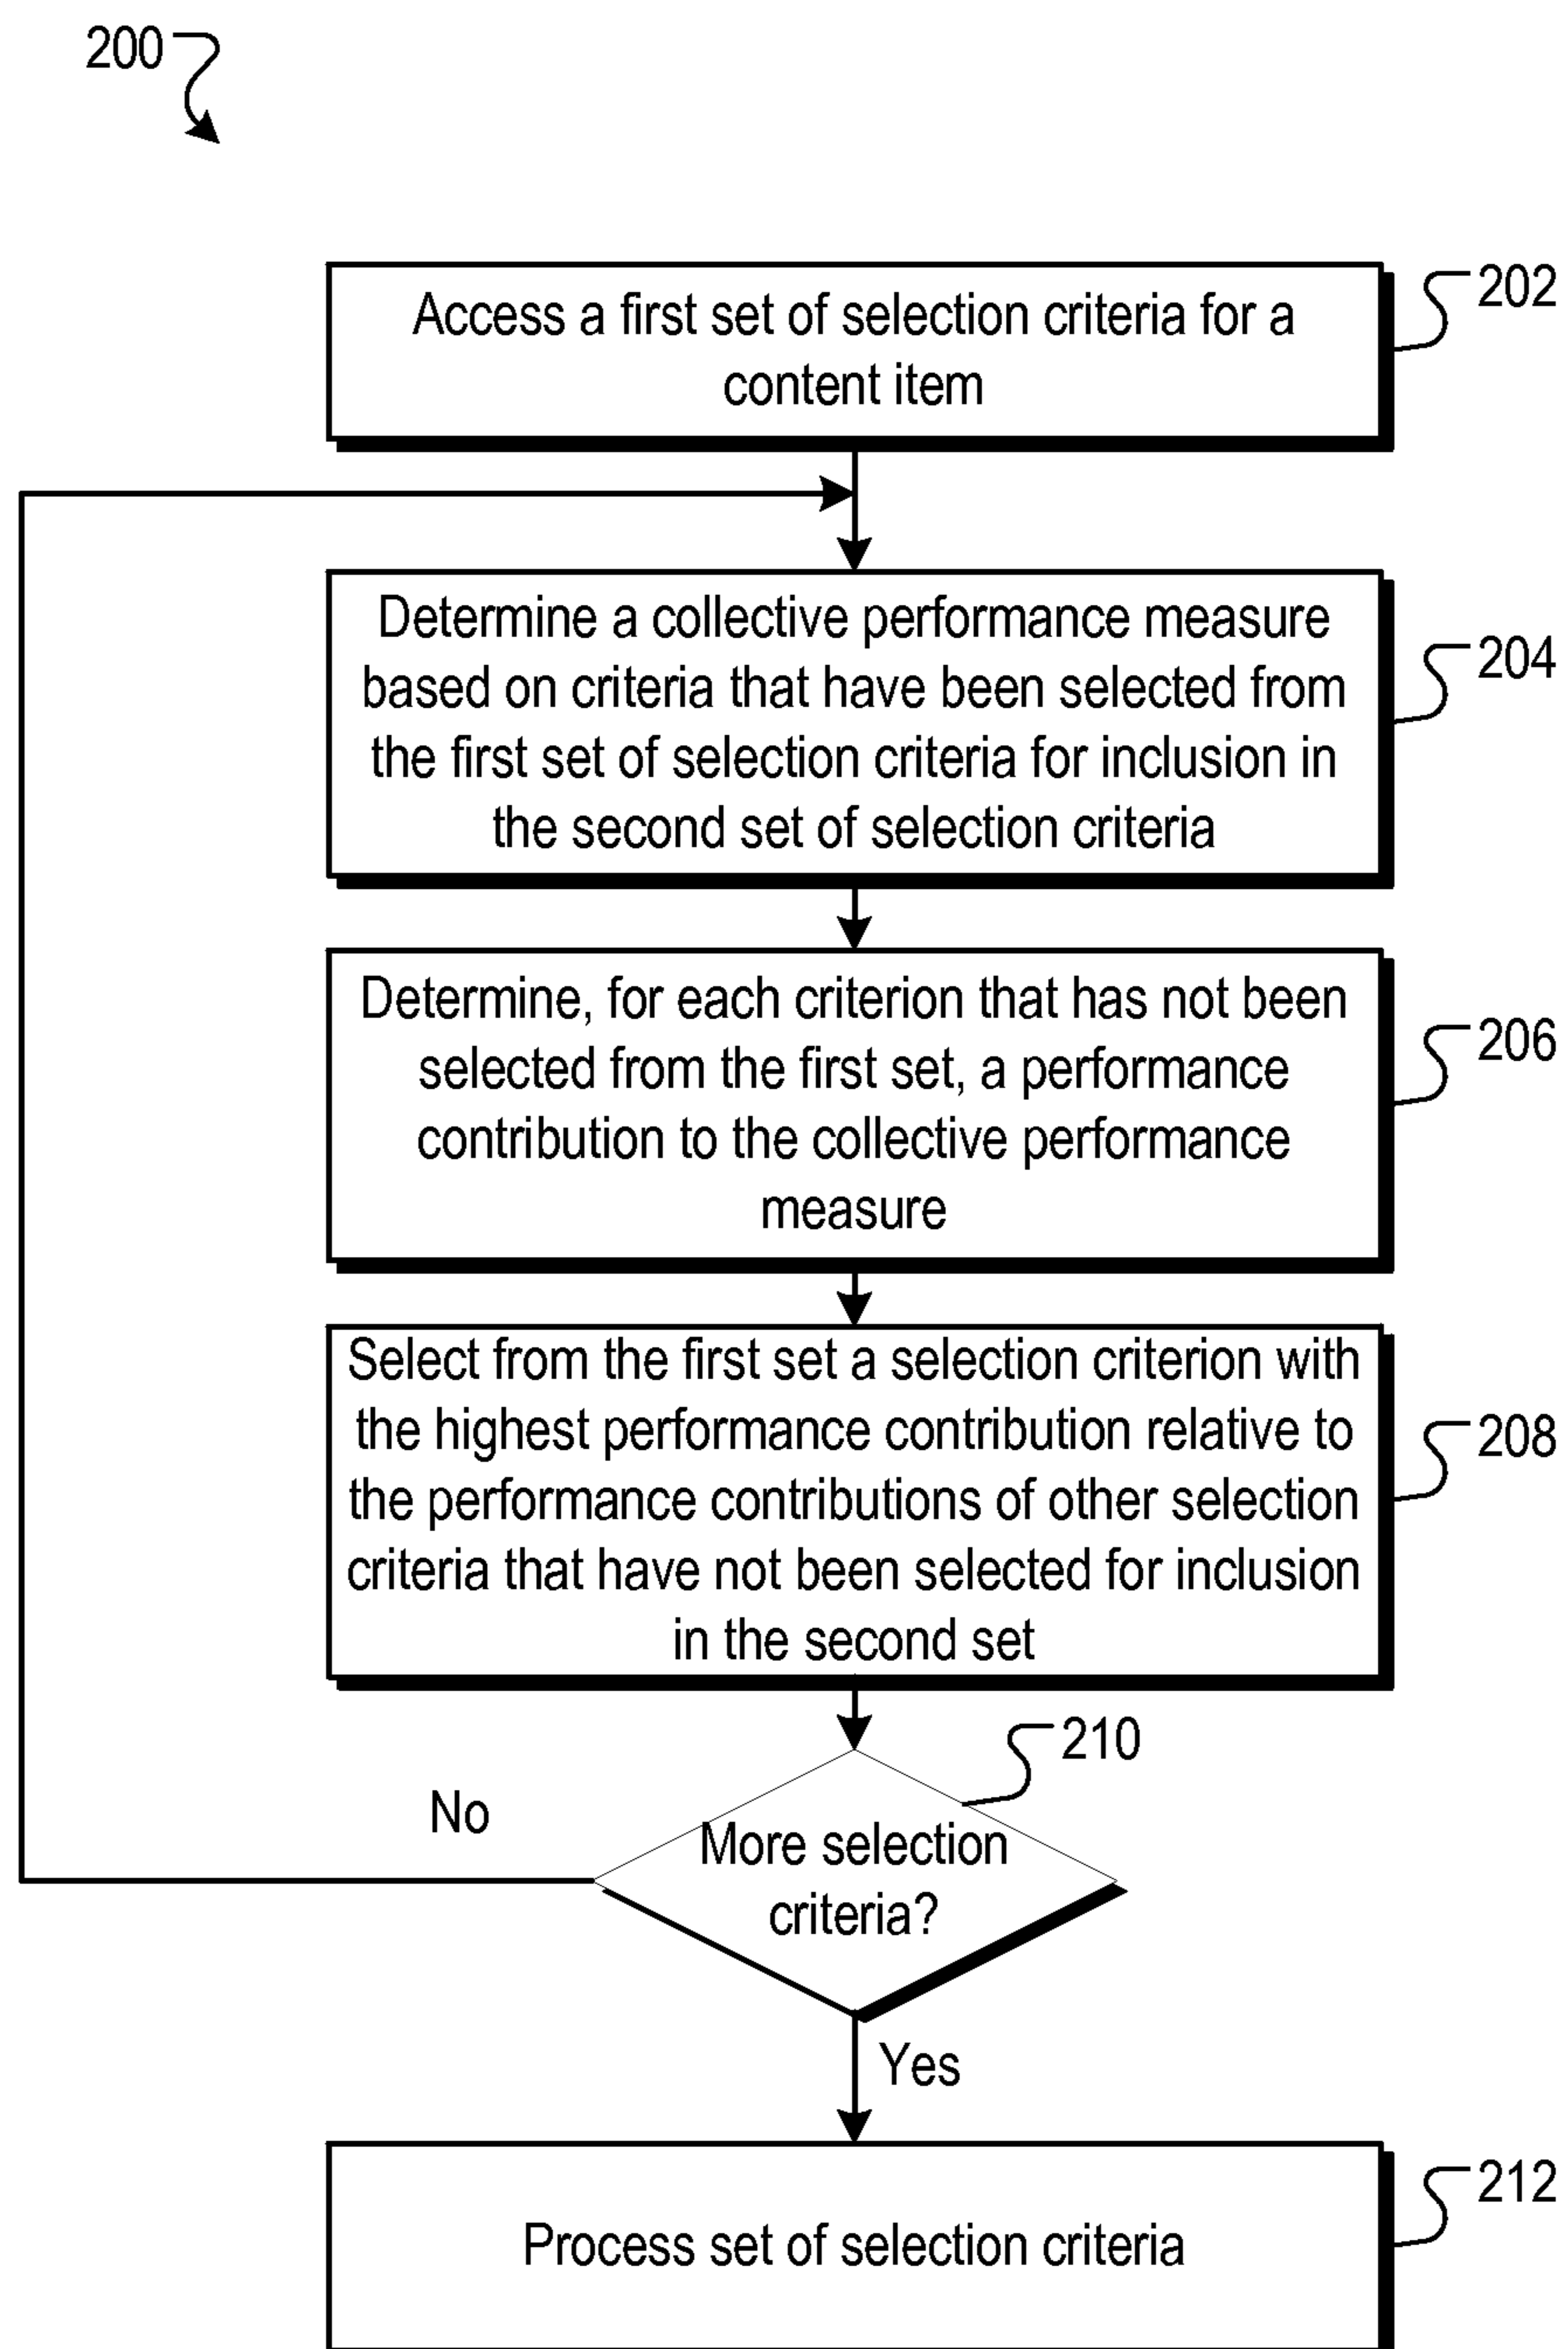 200
Access a first set of selection criteria for a
content item
202
Determine a collective performance measure
based on criteria that have been selected from
the first set of selection criteria for inclusion in
the second set of selection criteria
204
Determine, for each criterion that has not been
selected from the first set, a performance
contribution to the collective performance
measure
206
Select from the first set a selection criterion with
the highest performance contribution relative to
the performance contributions of other selection
criteria that have not been selected for inclusion
in the second set
208
210
No
More selection
criteria?
Yes
Process set of selection criteria
212